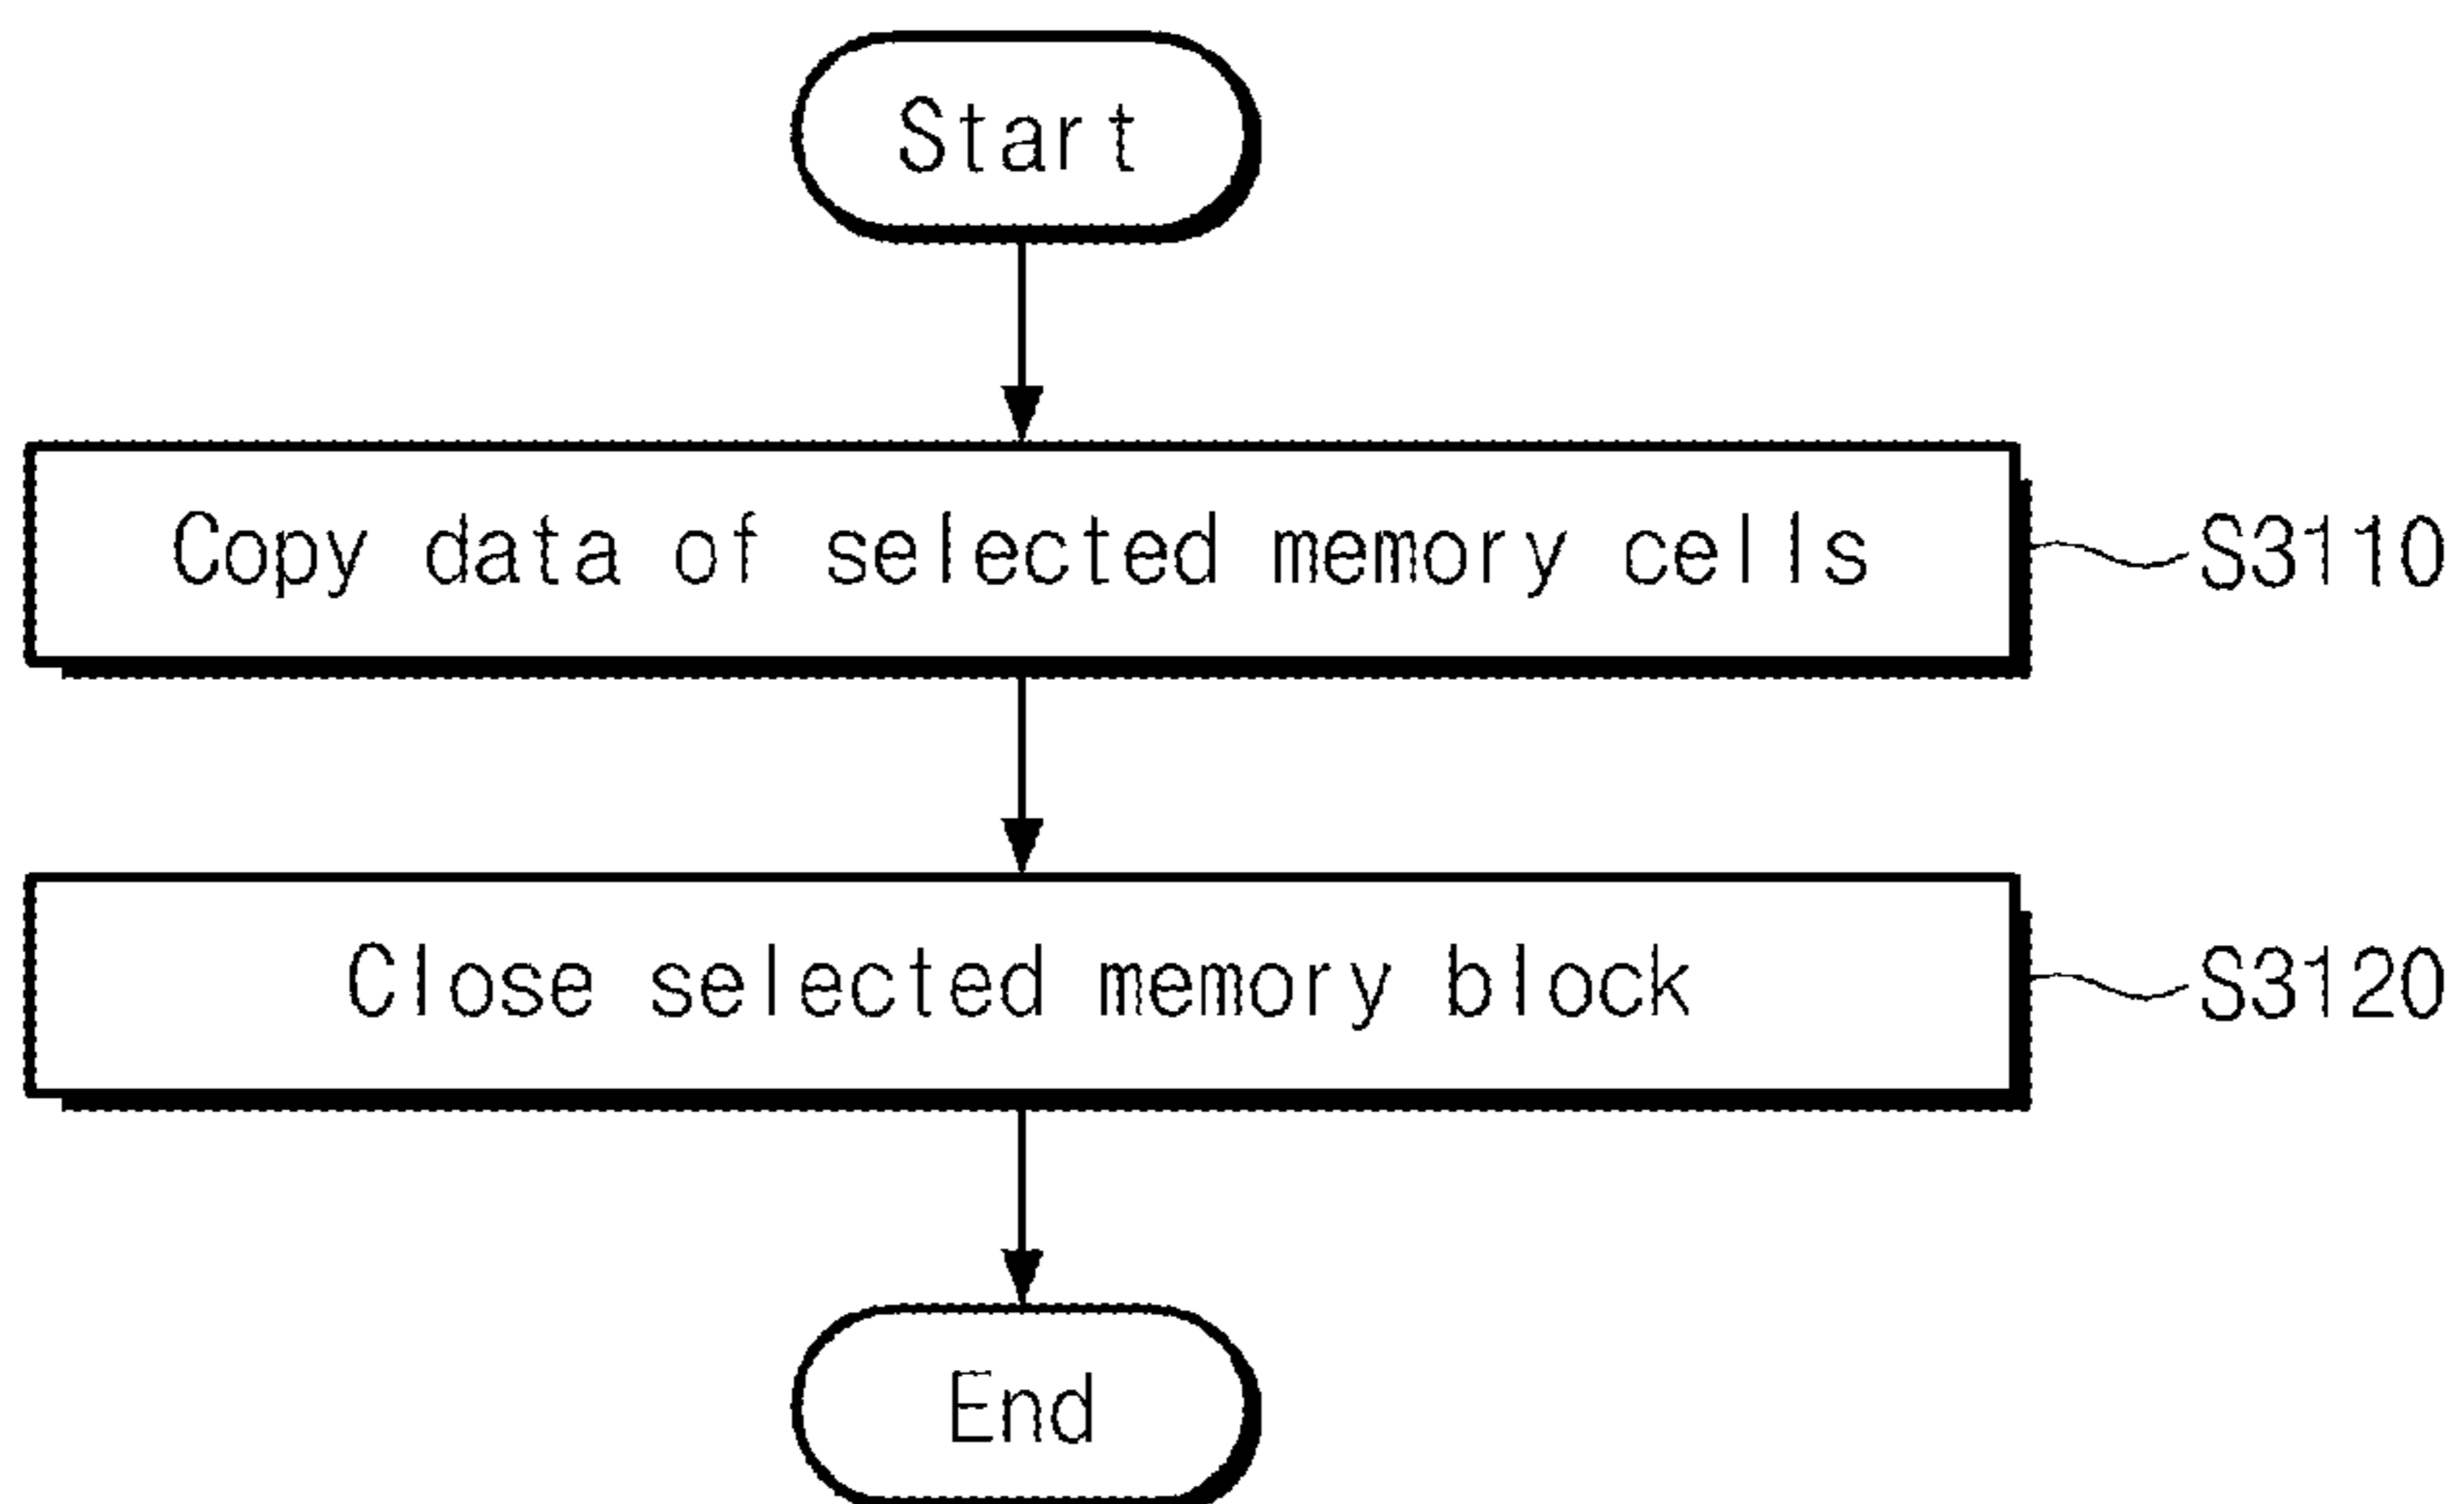 Start
Copy data of selected memory cells
S3110
Close selected memory block
S3120
End